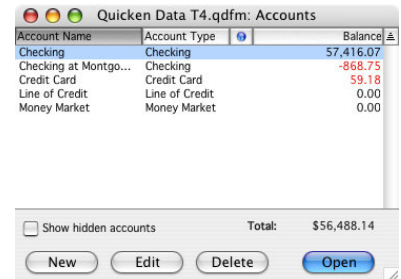 Quicken Data T4.qdfm: Accounts
Account Name Account Type Balance
Checking Checking 57,416.07
Checking at Montgo... Checking -868.75
Credit Card Credit Card 59.18
Line of Credit Line of Credit 0.00
Money Market Money Market 0.00
Show hidden accounts Total: $56,488.14
New Edit Delete Open